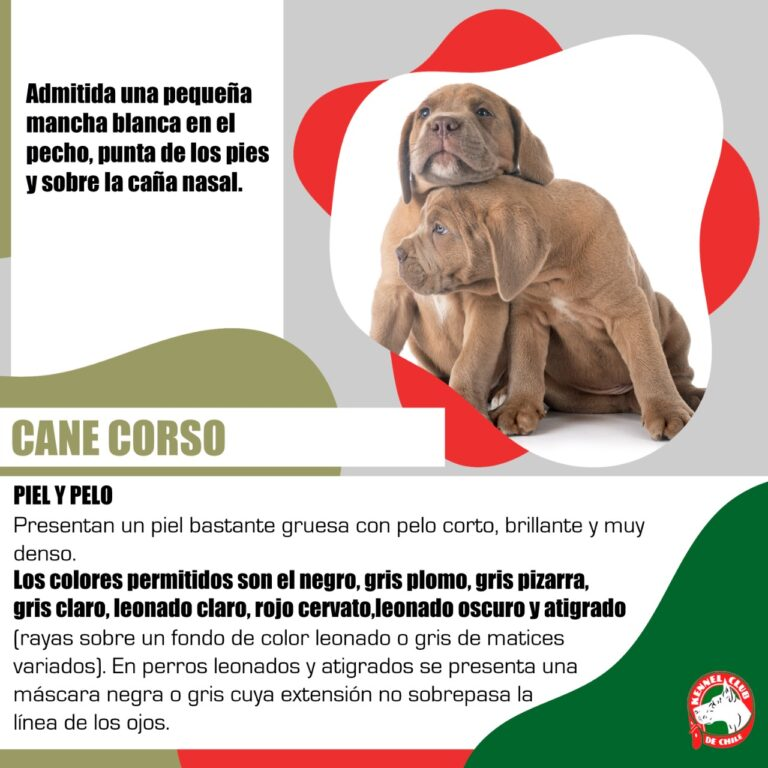 Admitida una pequeña
mancha blanca en el
pecho, punta de los pies
y sobre la caña nasal.
CANE CORSO
PIEL Y PELO
Presentan un piel bastante gruesa con pelo corto, brillante y muy
denso.
Los colores permitidos son el negro, gris plomo, gris pizarra,
gris claro, leonado claro, rojo cervato,leonado oscuro y atigrado
(rayas sobre un fondo de color leonado o gris de matices
variados). En perros leonados y atigrados se presenta una
máscara negra o gris cuya extensión no sobrepasa la
línea de los ojos.
KENNEL CLUB
DE CHILE